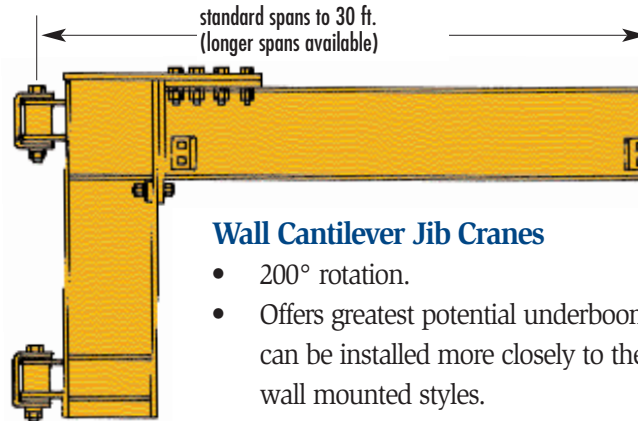 standard spans to 30 ft.
(longer spans available)
Wall Cantilever Jib Cranes
• 200° rotation.
• Offers greatest potential underboom
can be installed more closely to the
wall mounted styles.